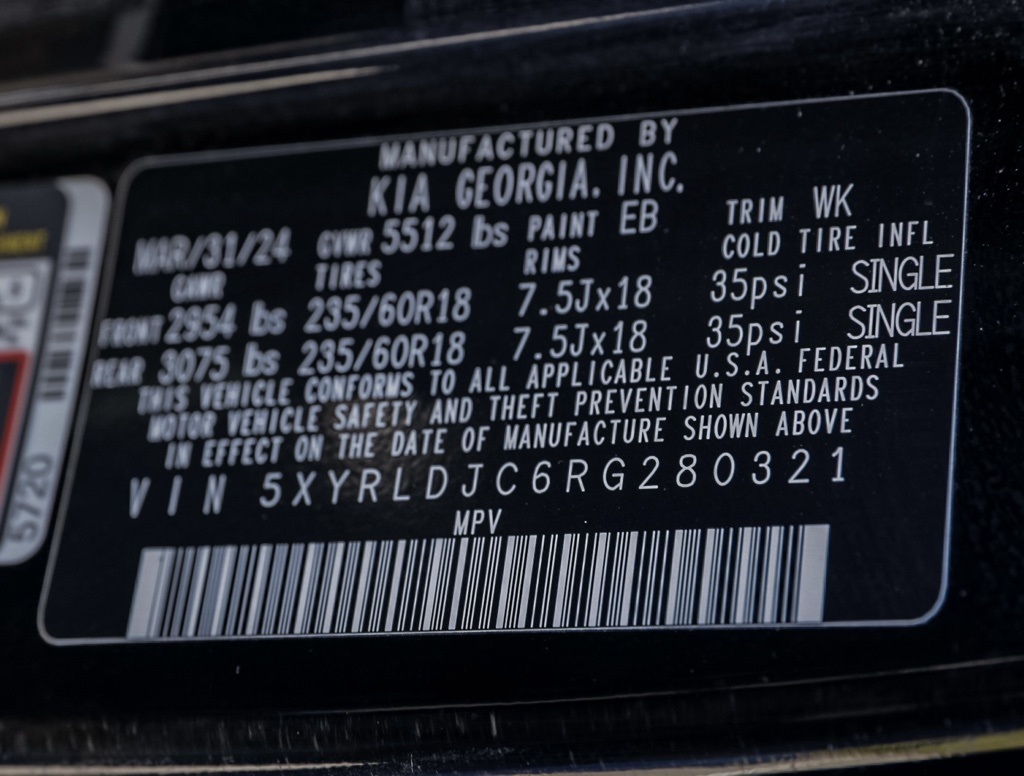 MANUFACTURED BY
KIA GEORGIA. INC.
MAR/31/24 GVWR 5512 lbs PAINT EB TRIM WK
GAWR TIRES RIMS COLD TIRE INFL
FRONT 2954 lbs 235/60R18 7.5Jx18 35psi SINGLE
REAR 3075 lbs 235/60R18 7.5Jx18 35psi SINGLE
THIS VEHICLE CONFORMS TO ALL APPLICABLE U.S.A. FEDERAL
MOTOR VEHICLE SAFETY AND THEFT PREVENTION STANDARDS
IN EFFECT ON THE DATE OF MANUFACTURE SHOWN ABOVE
VIN 5XYRLDJC6RG280321
MPV
5720